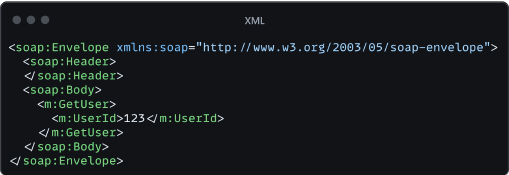 XML
<soap:Envelope xmlns:soap="http://www.w3.org/2003/05/soap-envelope">
  <soap:Header>
  </soap:Header>
  <soap:Body>
    <m:GetUser>
      <m:UserId>123</m:UserId>
    </m:GetUser>
  </soap:Body>
</soap:Envelope>